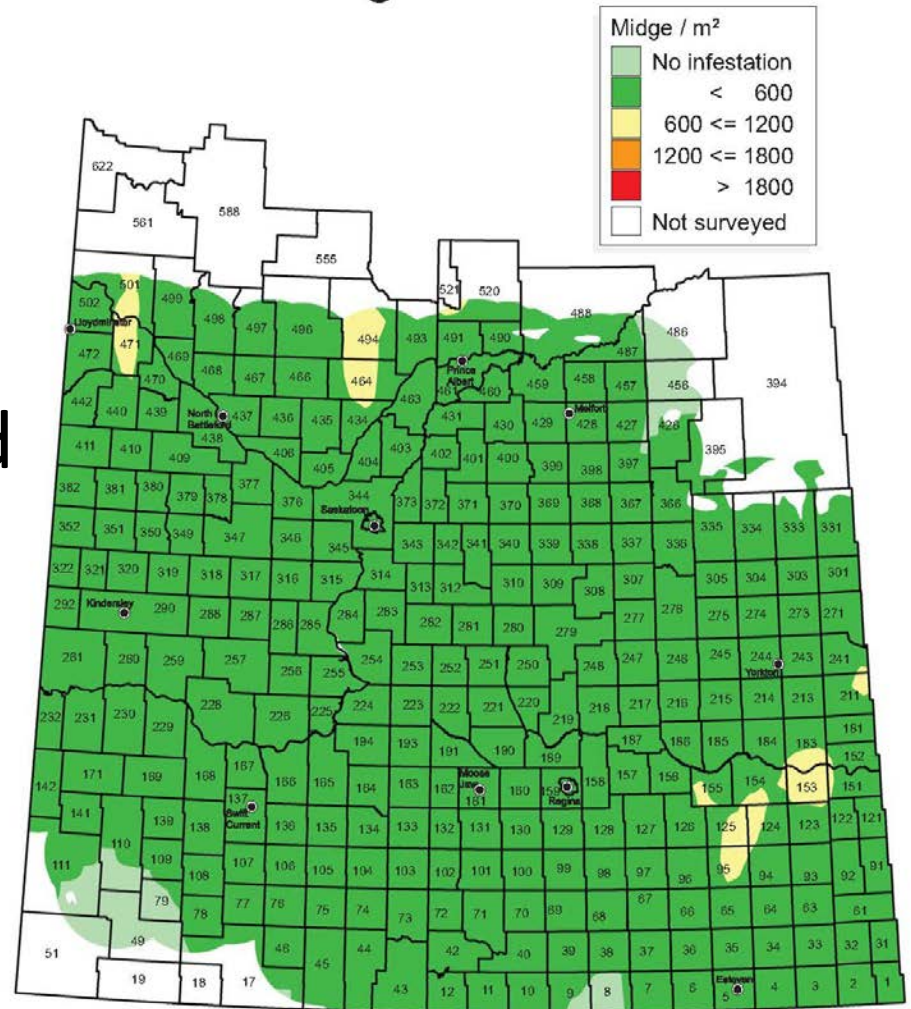 Midge / m²
No infestation
< 600
600 <= 1200
1200 <= 1800
> 1800
Not surveyed
622
588
561
555
501
521 520
502 499
488
498
Lloydminster
497 496
494 493 491 490
486
472 471
469
487
Prince Albert
470 468 467 466 464
461 460 459 458 457 456
394
442 440 439
463
North Battleford
437 436 435 434
431 430 429
Melfort
428 427 426
438
411 410 409
406 405 404 403 402 401 400 399 398 397
395
382 381 380 379 378 377
376 344 373 372 371 370 369 368 367 366
Saskatoon
352 351 350 349 347 346 345
343 342 341 340 339 338 337 336 335 334 333 331
322 321 320 319 318 317 316 315 314
313 312 310 309 308 307 305 304 303 301
292
Kindersley
290 288 287 286 285 284 283 282 281 280 279 277 276 275 274 273 271
261 260 259 257 256 255 254 253 252 251 250 248 247 246 245 244 243 241
Yorkton
232 231 230 229 228 226 225 224 223 222 221 220 219 218 217 216 215 214 213 211
194 193 191 190 189 187 186 185 184 183 181
142 171 169 168 167 166 165 164 163 162
Moose Jaw
161 160 159
Regina
158 157 156 155 154 153 152 151
141 139 138 137
Swift Current
136 135 134 133 132 131 130 129 128 127 126 125 124 123 122 121
111 110 109 108 107 106 105 104 103 102 101 100 99 98 97 96 95 94 93 92 91
79 78 77 76 75 74 73 72 71 70 69 68 67 66 65 64 63 61
51 49 46 45 44 42 40 39 38 37 36 35 34 33 32 31
19 18 17 43 12 11 10 9 8 7 6
Estevan
5 4 3 2 1